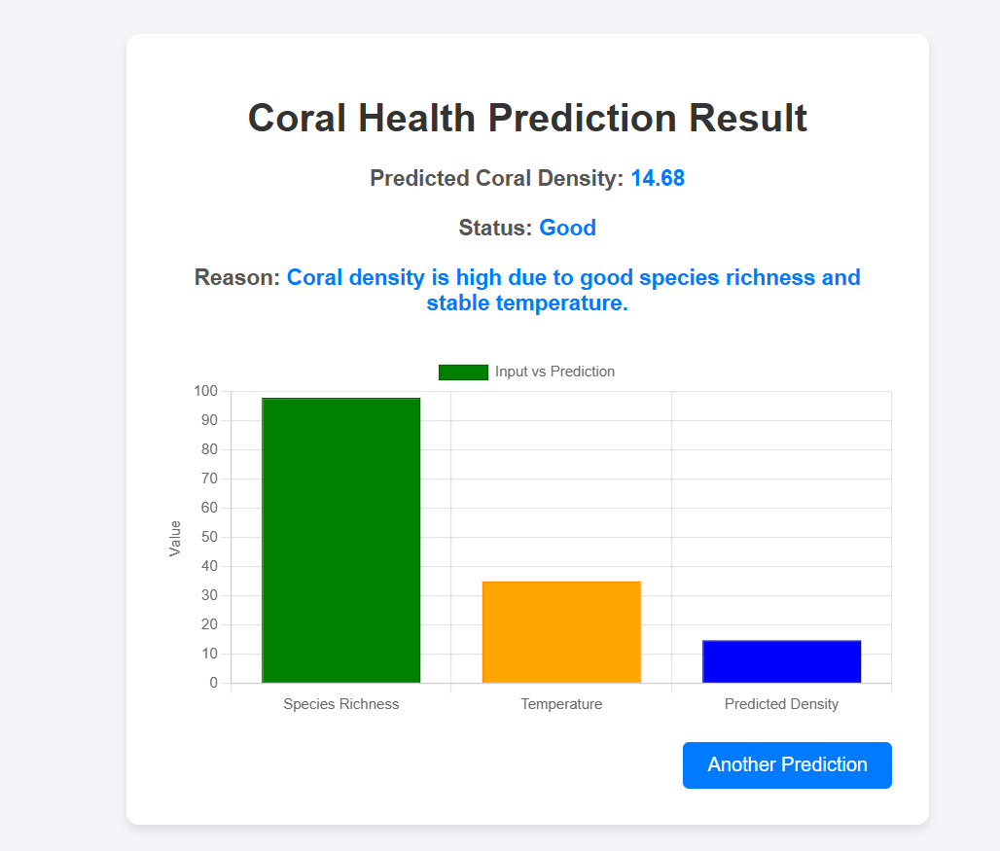 Coral Health Prediction Result
Predicted Coral Density: 14.68
Status: Good
Reason: Coral density is high due to good species richness and
stable temperature.
Input vs Prediction
100
90
80
70
60
50
40
30
20
10
0
Value
Species Richness
Temperature
Predicted Density
Another Prediction